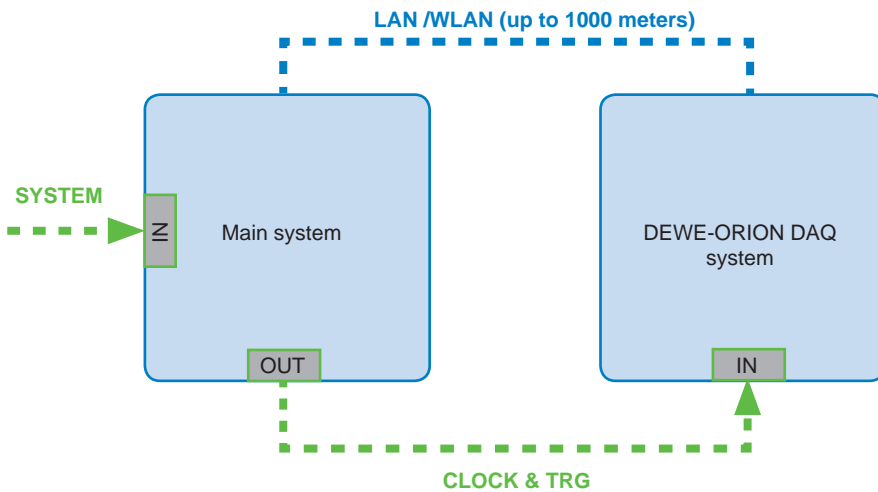 LAN /WLAN (up to 1000 meters)
SYSTEM
IN
Main system
DEWE-ORION DAQ
system
OUT
IN
CLOCK & TRG